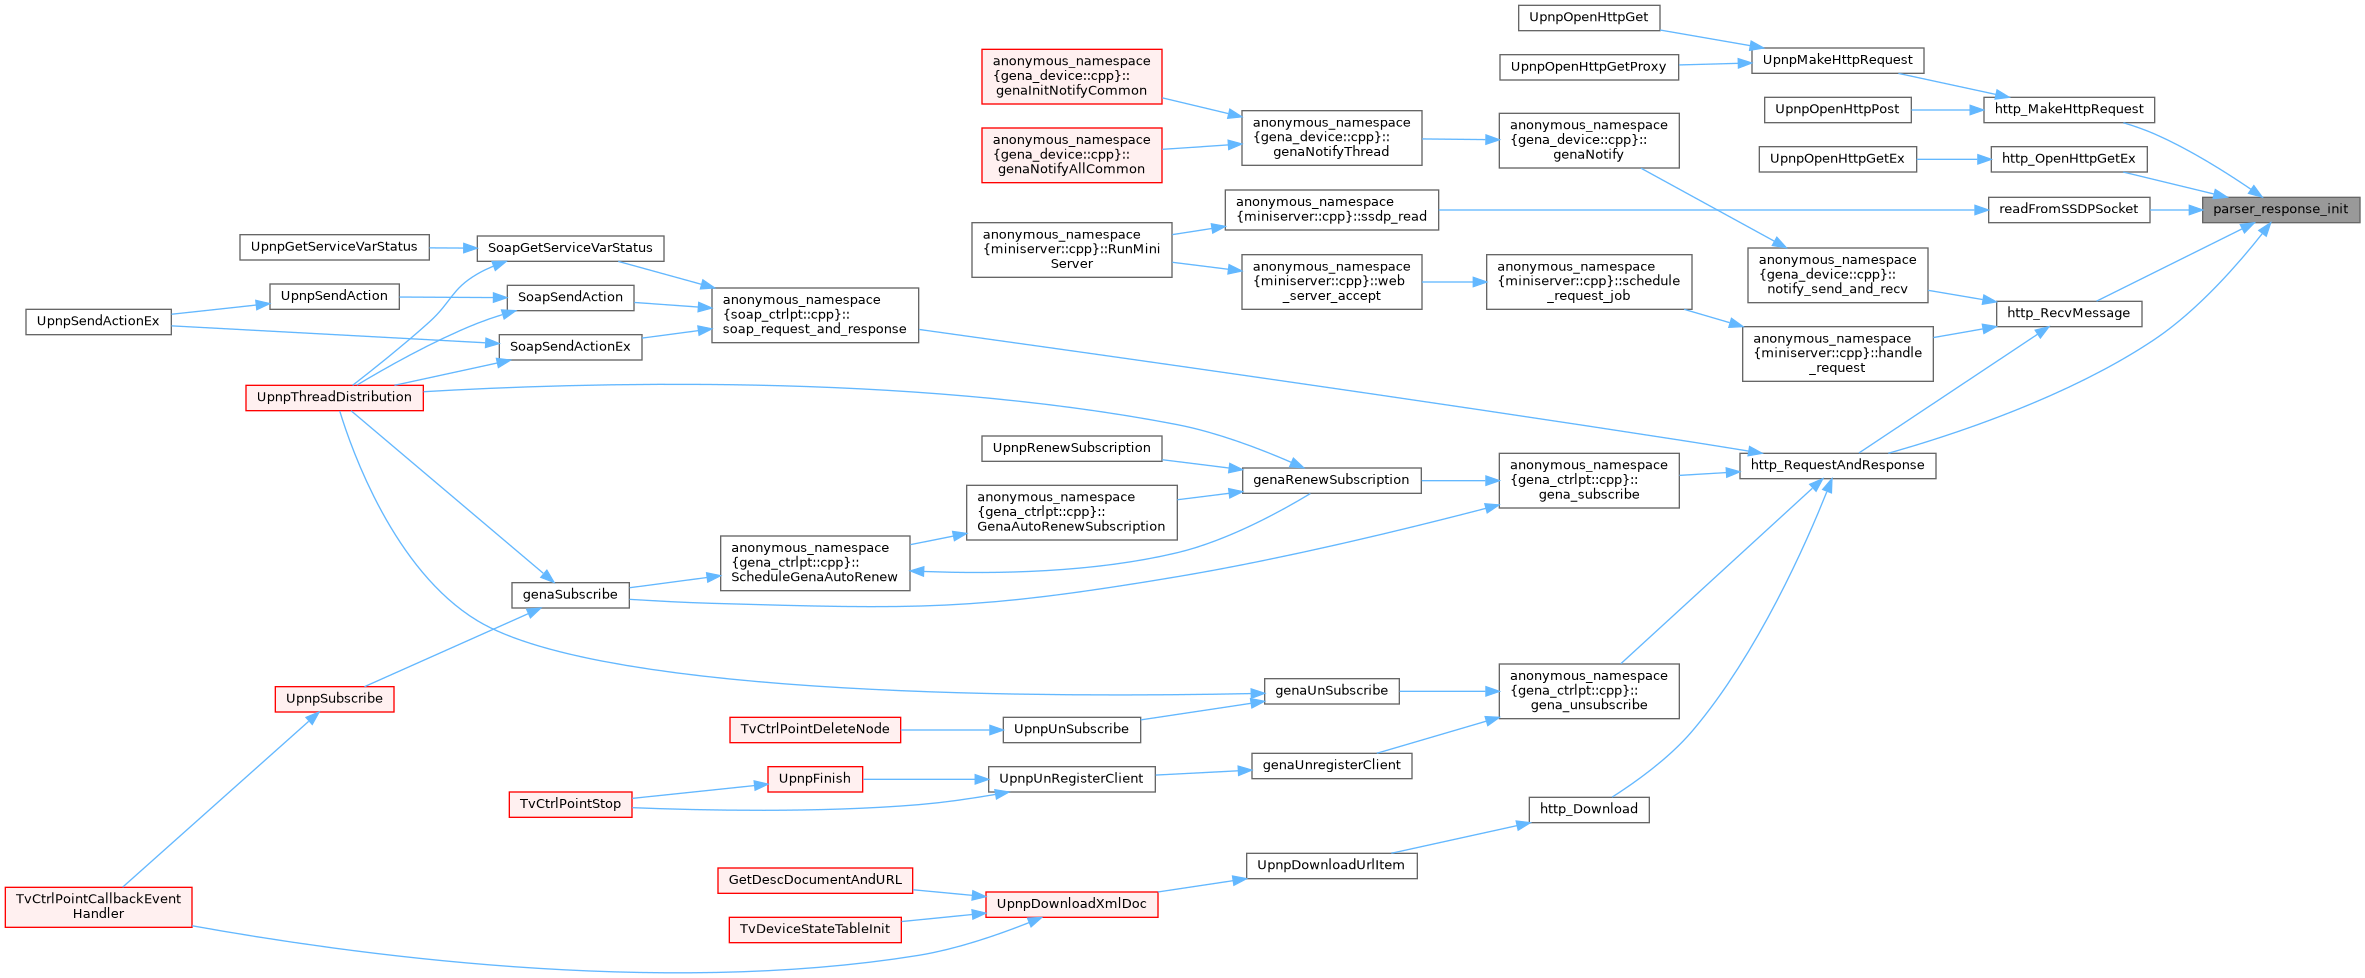 UpnpOpenHttpGet
UpnpMakeHttpRequest
UpnpOpenHttpGetProxy
anonymous_namespace
{gena_device::cpp}::
genaInitNotifyCommon
UpnpOpenHttpPost
http_MakeHttpRequest
anonymous_namespace
{gena_device::cpp}::
genaNotifyAllCommon
anonymous_namespace
{gena_device::cpp}::
genaNotifyThread
anonymous_namespace
{gena_device::cpp}::
genaNotify
UpnpOpenHttpGetEx
http_OpenHttpGetEx
anonymous_namespace
{miniserver::cpp}::ssdp_read
readFromSSDPSocket
parser_response_init
anonymous_namespace
{miniserver::cpp}::RunMini
Server
UpnpGetServiceVarStatus
SoapGetServiceVarStatus
anonymous_namespace
{miniserver::cpp}::web
_server_accept
anonymous_namespace
{miniserver::cpp}::schedule
_request_job
anonymous_namespace
{gena_device::cpp}::
notify_send_and_recv
UpnpSendAction
SoapSendAction
UpnpSendActionEx
anonymous_namespace
{soap_ctrlpt::cpp}::
soap_request_and_response
http_RecvMessage
SoapSendActionEx
anonymous_namespace
{miniserver::cpp}::handle
_request
UpnpThreadDistribution
UpnpRenewSubscription
genaRenewSubscription
anonymous_namespace
{gena_ctrlpt::cpp}::
gena_subscribe
http_RequestAndResponse
anonymous_namespace
{gena_ctrlpt::cpp}::
GenaAutoRenewSubscription
anonymous_namespace
{gena_ctrlpt::cpp}::
ScheduleGenaAutoRenew
genaSubscribe
UpnpSubscribe
genaUnSubscribe
anonymous_namespace
{gena_ctrlpt::cpp}::
gena_unsubscribe
TvCtrlPointDeleteNode
UpnpUnSubscribe
genaUnregisterClient
UpnpFinish
UpnpUnRegisterClient
TvCtrlPointStop
http_Download
UpnpDownloadUrlItem
GetDescDocumentAndURL
UpnpDownloadXmlDoc
TvCtrlPointCallbackEvent
Handler
TvDeviceStateTableInit